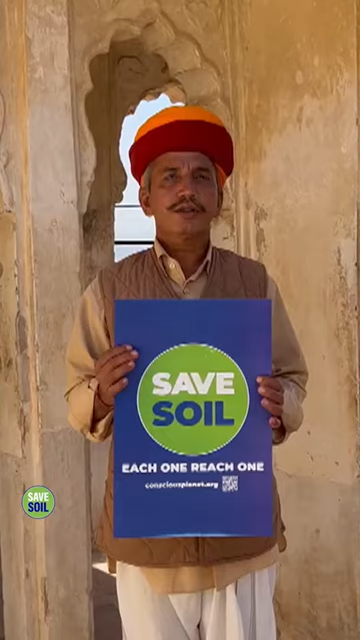 SAVE
SOIL
EACH ONE REACH ONE
consciousplanet.org
SAVE
SOIL